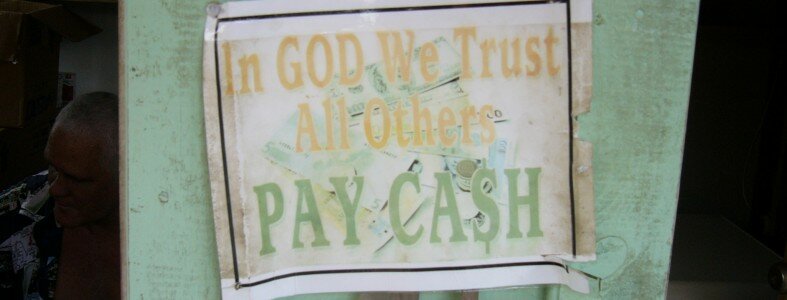 In GOD We Trust
All Others
PAY CA$H